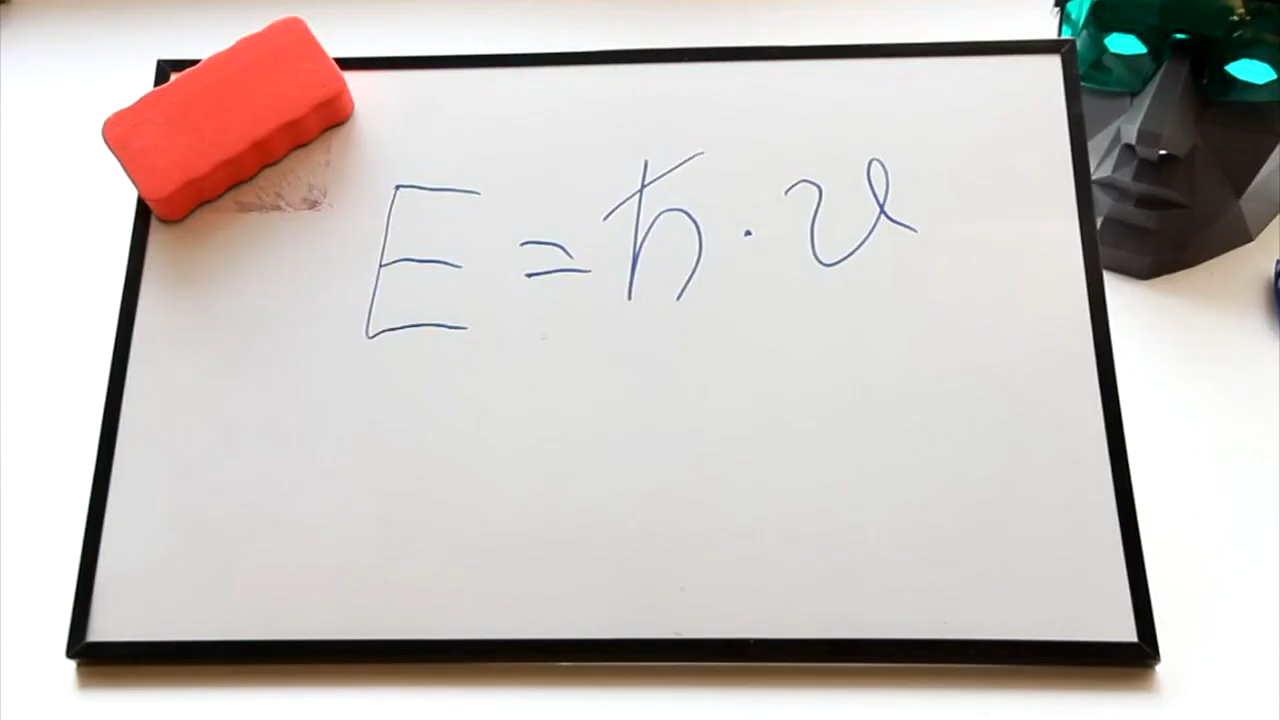 E = ℏ · ν